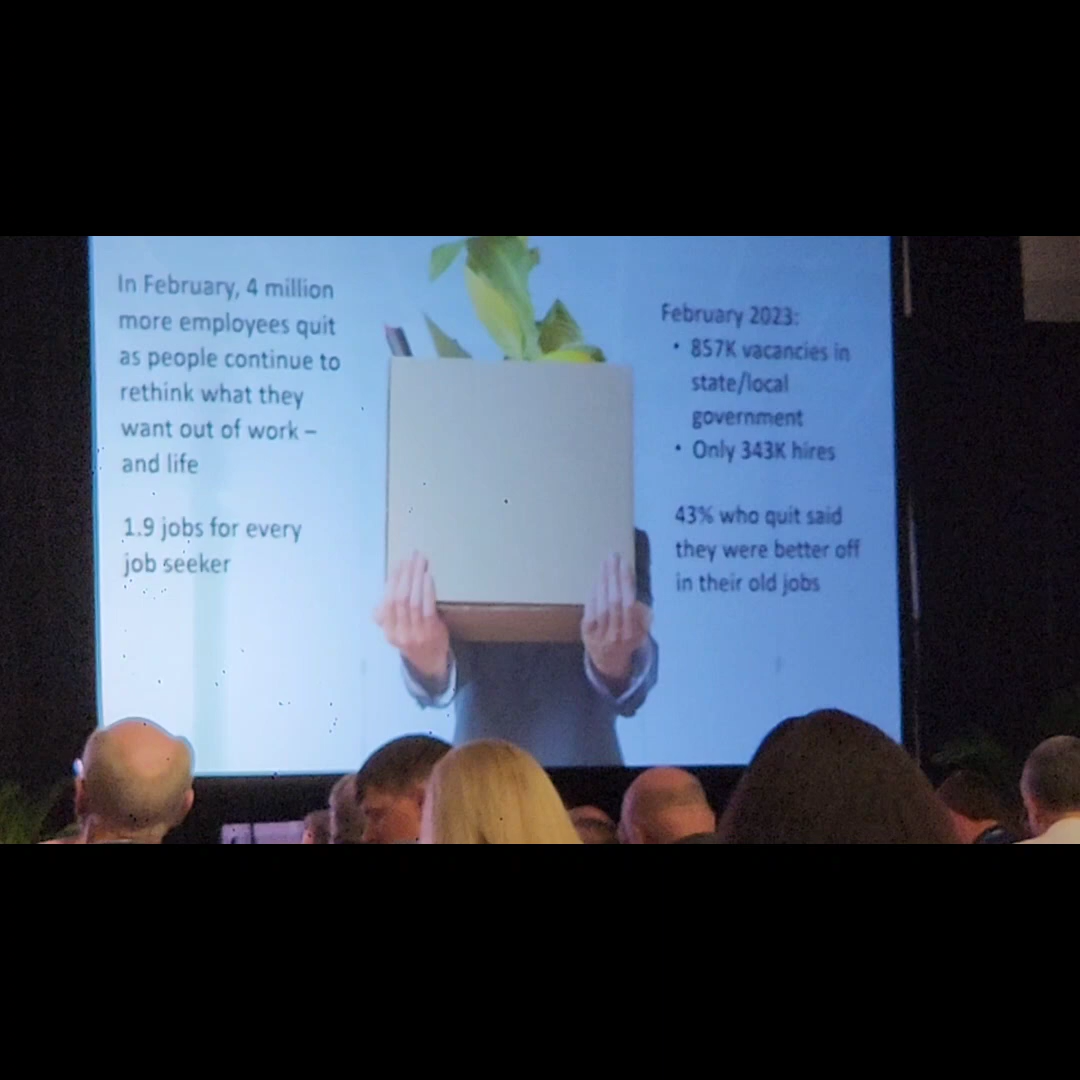 In February, 4 million
more employees quit
as people continue to
rethink what they
want out of work –
and life
1.9 jobs for every
job seeker
February 2023:
• 857K vacancies in
state/local
government
• Only 343K hires
43% who quit said
they were better off
in their old jobs